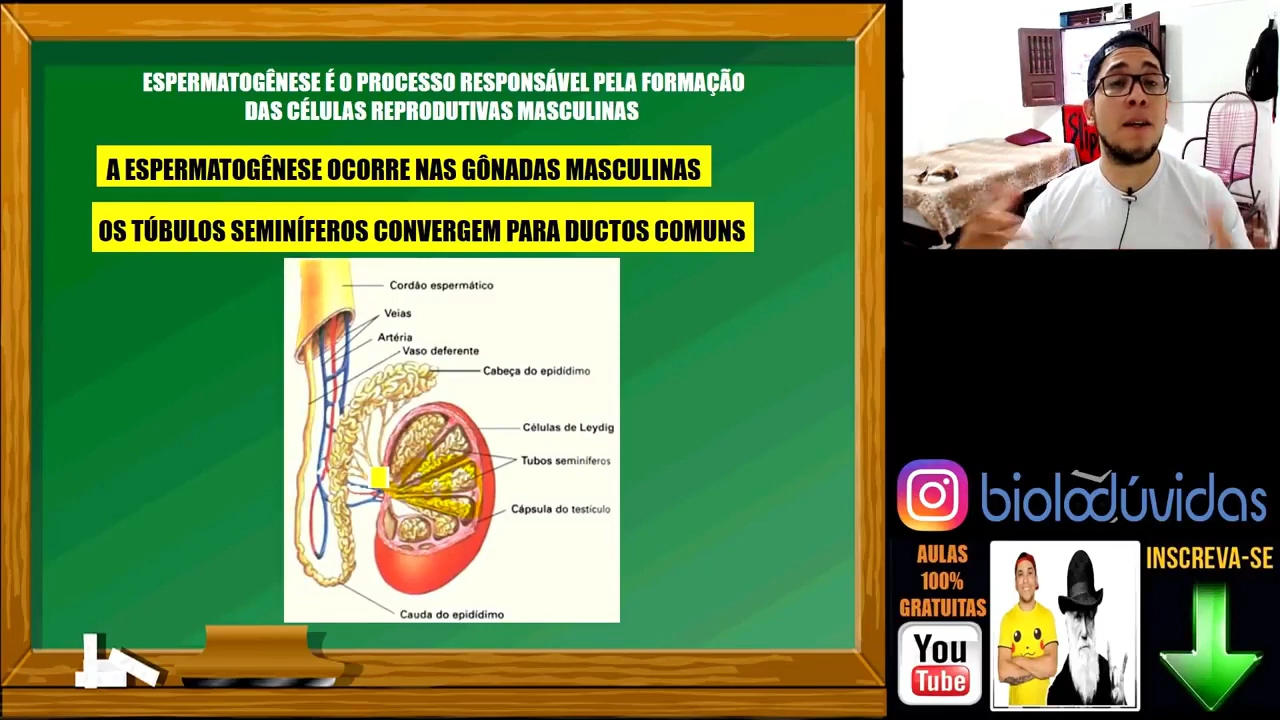 ESPERMATOGÊNESE É O PROCESSO RESPONSÁVEL PELA FORMAÇÃO
DAS CÉLULAS REPRODUTIVAS MASCULINAS
A ESPERMATOGÊNESE OCORRE NAS GÔNADAS MASCULINAS
OS TÚBULOS SEMINÍFEROS CONVERGEM PARA DUCTOS COMUNS
Cordão espermático
Veias
Artéria
Vaso deferente
Cabeça do epidídimo
Células de Leydig
Tubos seminíferos
Cápsula do testículo
Cauda do epidídimo
biolodúvidas
AULAS
100%
GRATUITAS
You
Tube
INSCREVA-SE